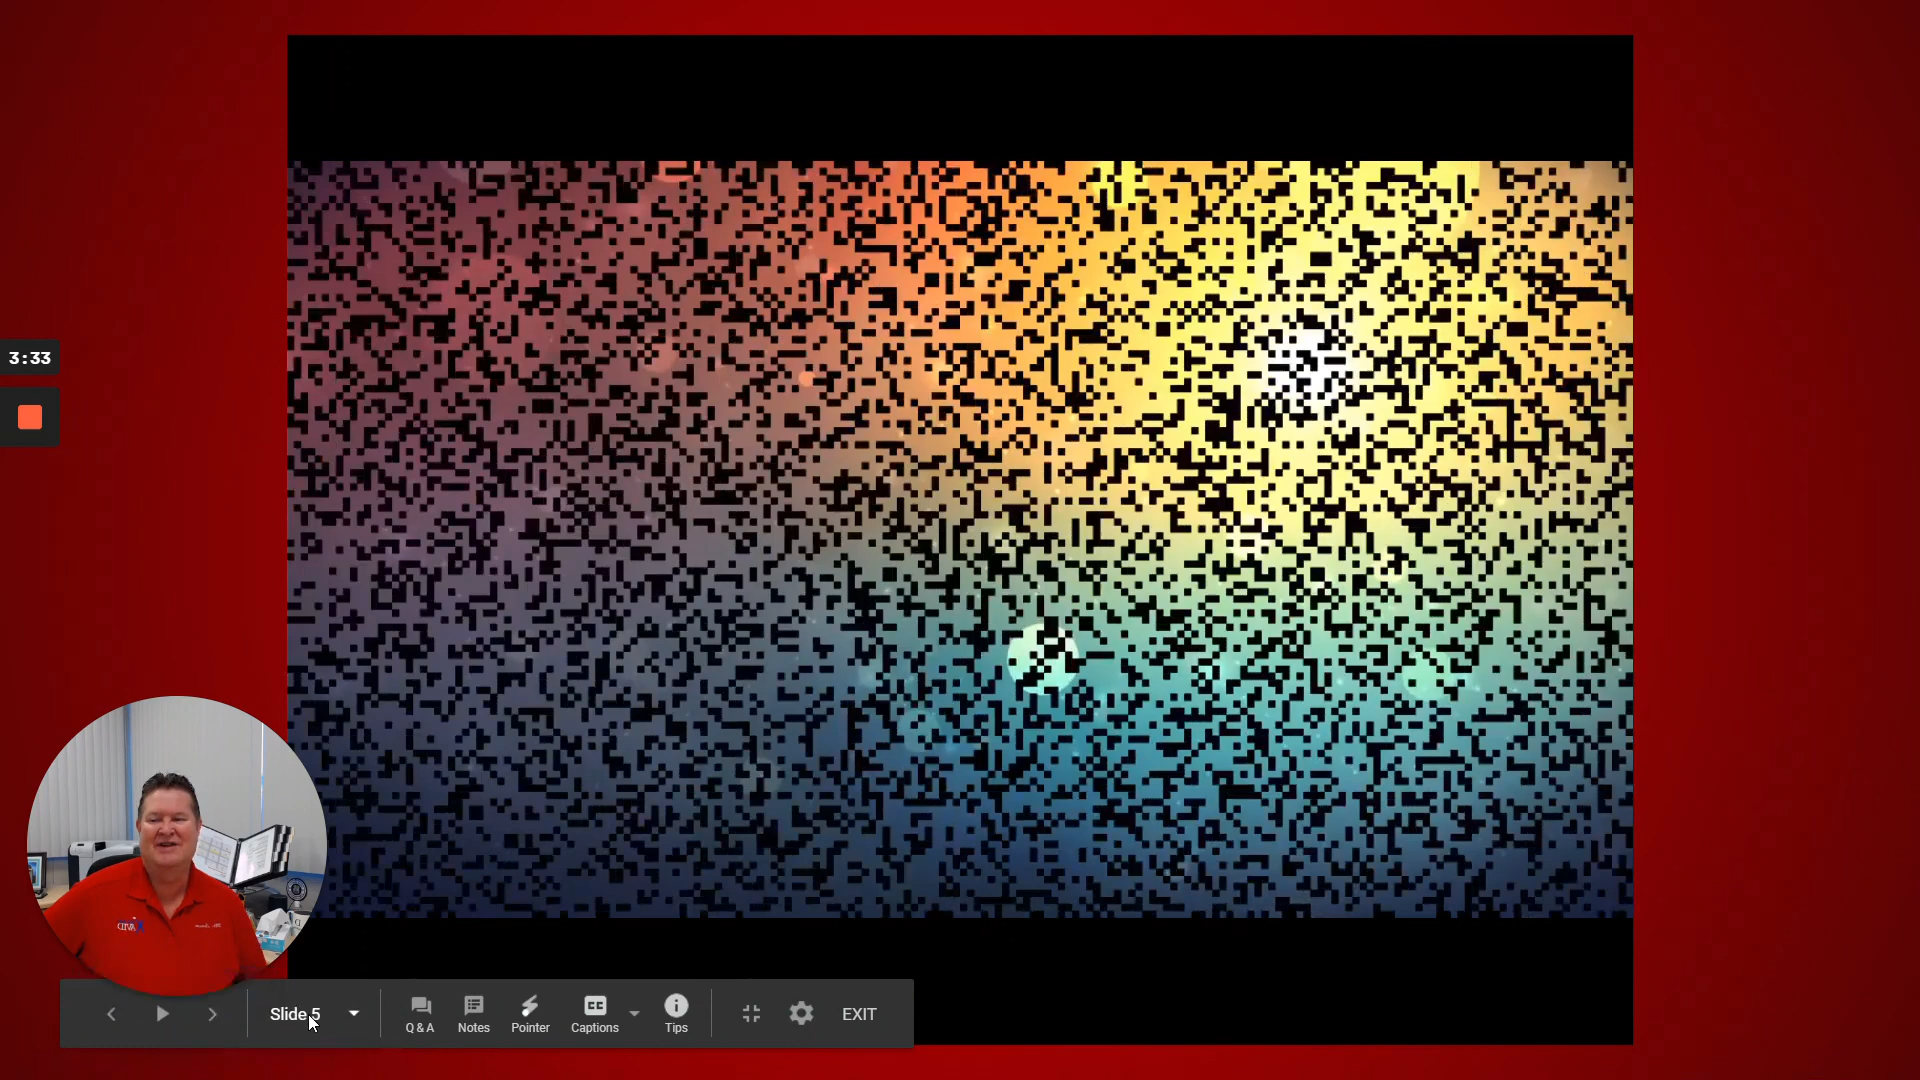 3:33
Slide 5
Q & A
Notes
Pointer
Captions
Tips
EXIT